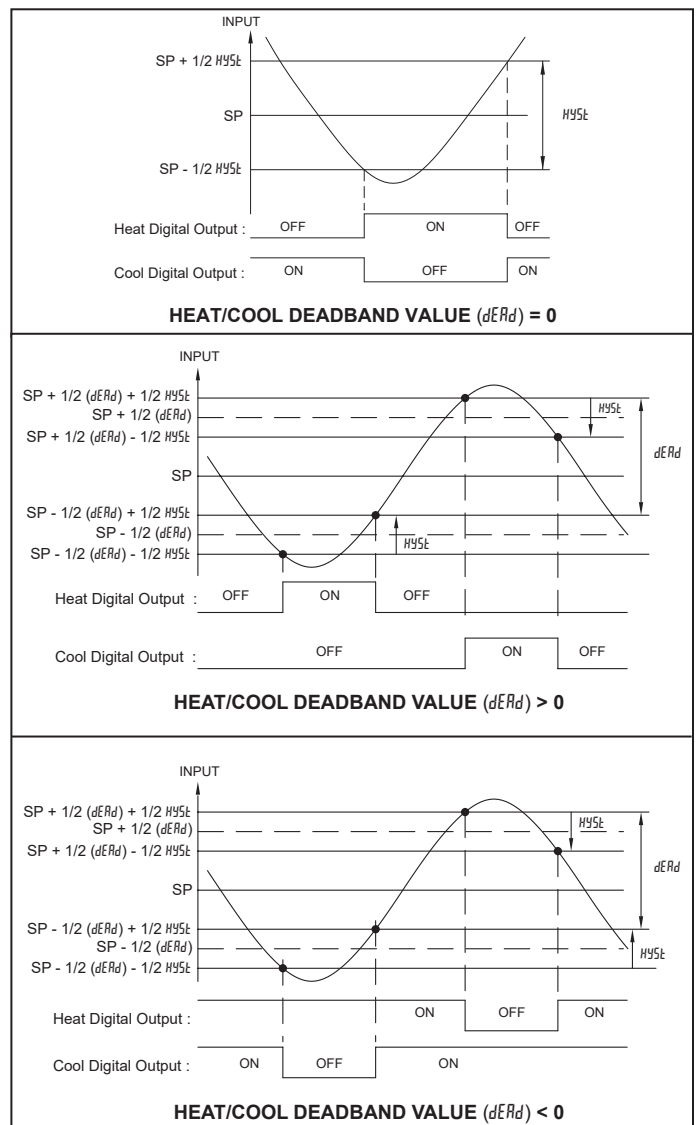 INPUT
SP + 1/2 HYSt
SP
HYSt
SP - 1/2 HYSt
Heat Digital Output : OFF ON OFF
Cool Digital Output : ON OFF ON
HEAT/COOL DEADBAND VALUE (dEAd) = 0
INPUT
SP + 1/2 (dEAd) + 1/2 HYSt
SP + 1/2 (dEAd)
HYSt
SP + 1/2 (dEAd) - 1/2 HYSt
dEAd
SP
SP - 1/2 (dEAd) + 1/2 HYSt
SP - 1/2 (dEAd)
HYSt
SP - 1/2 (dEAd) - 1/2 HYSt
Heat Digital Output : OFF ON OFF
Cool Digital Output : OFF ON OFF
HEAT/COOL DEADBAND VALUE (dEAd) > 0
INPUT
SP + 1/2 (dEAd) + 1/2 HYSt
SP + 1/2 (dEAd)
HYSt
SP + 1/2 (dEAd) - 1/2 HYSt
dEAd
SP
SP - 1/2 (dEAd) + 1/2 HYSt
SP - 1/2 (dEAd)
HYSt
SP - 1/2 (dEAd) - 1/2 HYSt
Heat Digital Output : ON OFF ON
Cool Digital Output : ON OFF ON
HEAT/COOL DEADBAND VALUE (dEAd) < 0